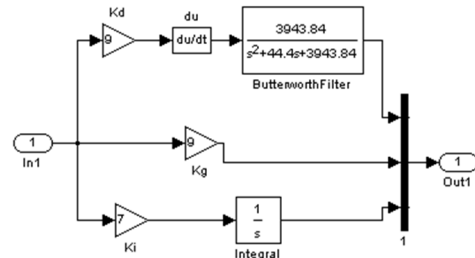 Kd
9
du
du/dt
3943.84
s²+44.4s+3943.84
ButterworthFilter
1
In1
9
Kg
1
Out1
7
Ki
1
s
Integral
1